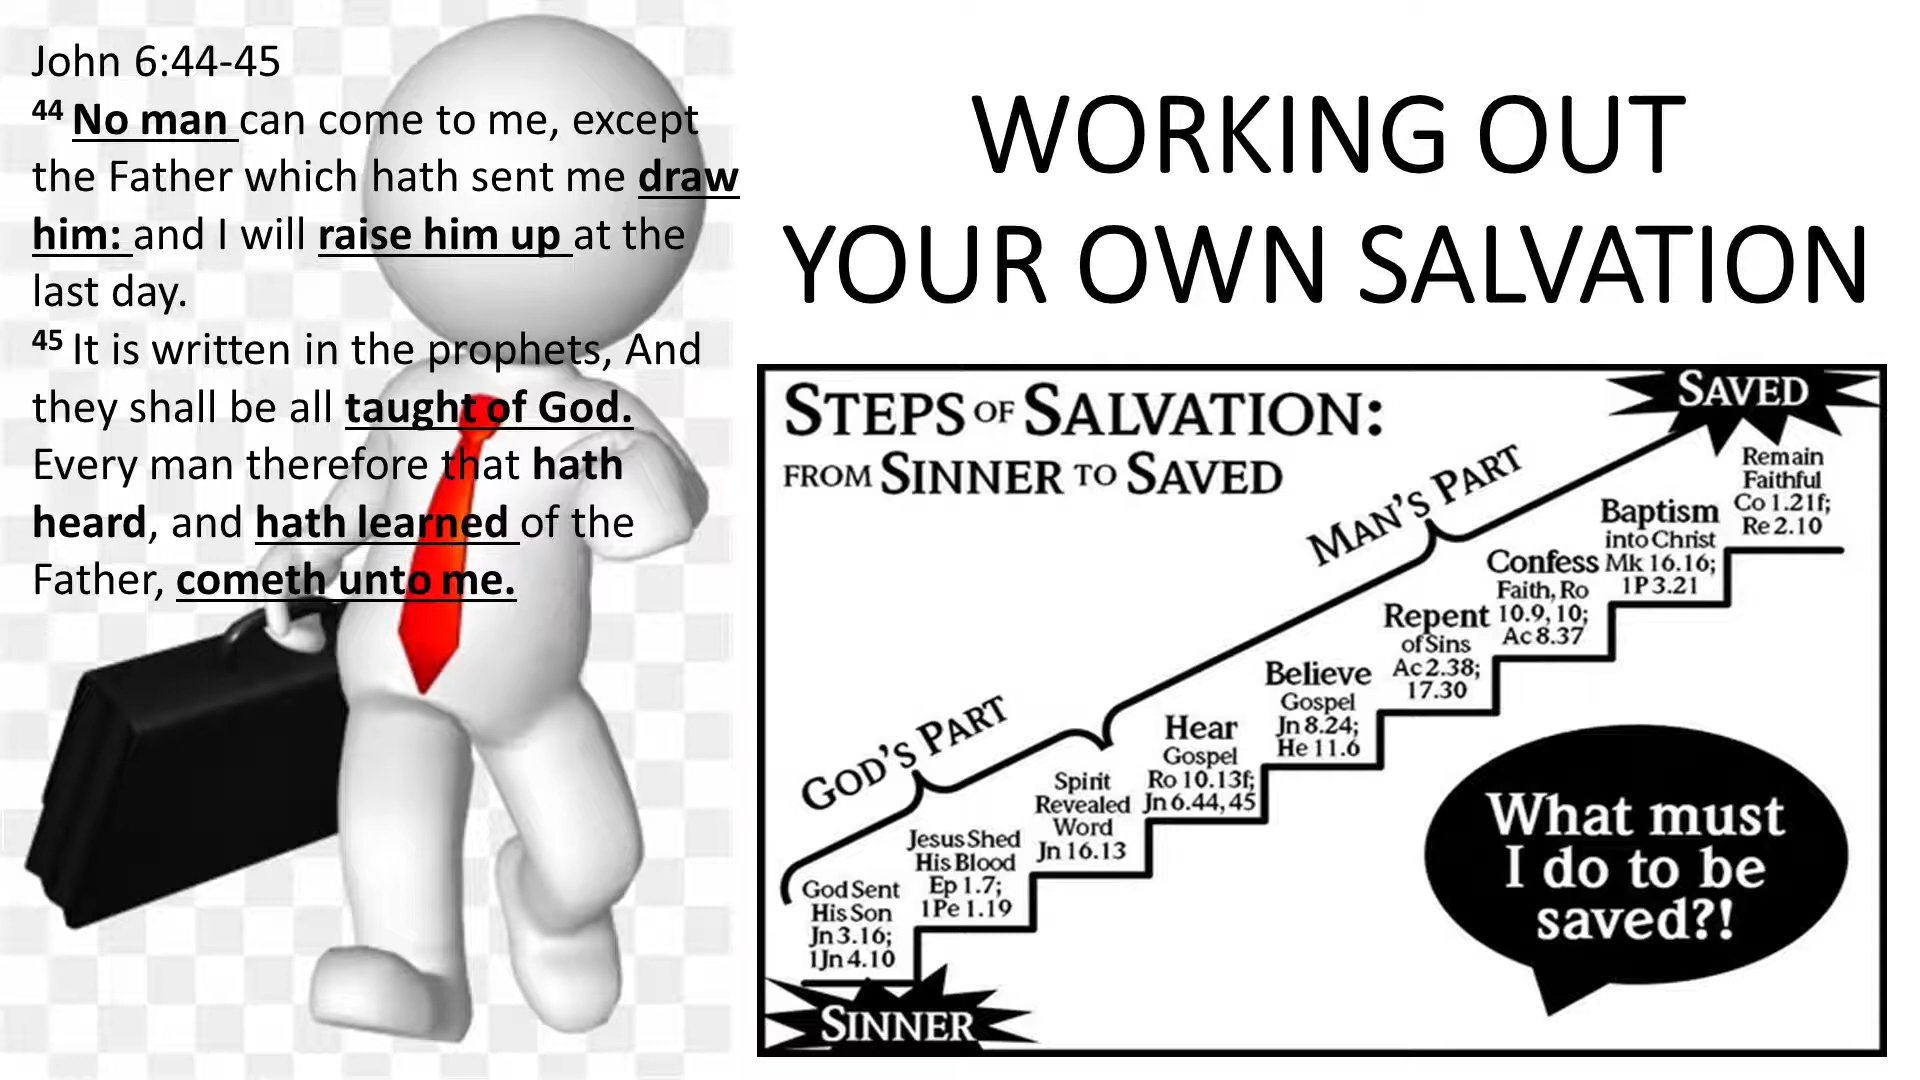 John 6:44-45
44 No man can come to me, except
the Father which hath sent me draw
him: and I will raise him up at the
last day.
45 It is written in the prophets, And
they shall be all taught of God.
Every man therefore that hath
heard, and hath learned of the
Father, cometh unto me.
WORKING OUT
YOUR OWN SALVATION
STEPS OF SALVATION:
FROM SINNER TO SAVED
SAVED
MAN'S PART
GOD'S PART
God Sent
His Son
Jn 3.16;
1Jn 4.10
Jesus Shed
His Blood
Ep 1.7;
1Pe 1.19
Spirit
Revealed
Word
Jn 16.13
Hear
Gospel
Ro 10.13f;
Jn 6.44, 45
Believe
Gospel
Jn 8.24;
He 11.6
Repent
of Sins
Ac 2.38;
17.30
Confess
Faith, Ro
10.9, 10;
Ac 8.37
Baptism
into Christ
Mk 16.16;
1P 3.21
Remain
Faithful
Co 1.21f;
Re 2.10
What must
I do to be
saved?!
SINNER